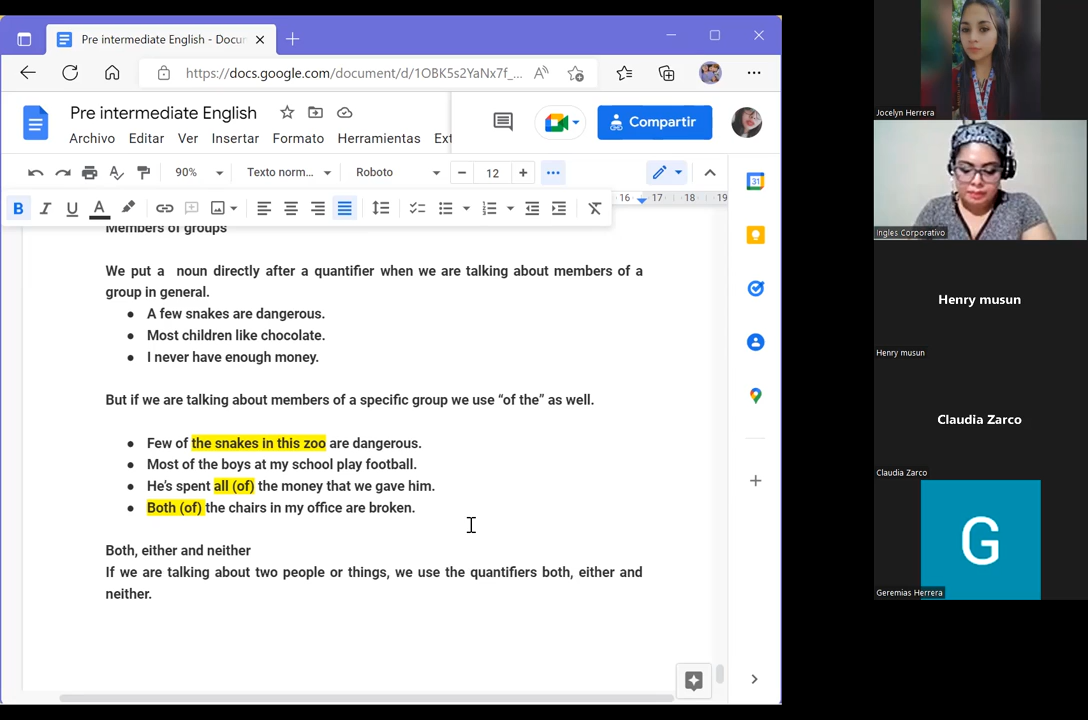 Pre intermediate English - Docur
https://docs.google.com/document/d/1OBK5s2YaNx7f_...
Pre intermediate English
Archivo Editar Ver Insertar Formato Herramientas Ext
Compartir
90% Texto norm... Roboto 12
16 17 18 19
Members of groups
We put a noun directly after a quantifier when we are talking about members of a
group in general.
● A few snakes are dangerous.
● Most children like chocolate.
● I never have enough money.
But if we are talking about members of a specific group we use “of the” as well.
● Few of the snakes in this zoo are dangerous.
● Most of the boys at my school play football.
● He’s spent all (of) the money that we gave him.
● Both (of) the chairs in my office are broken.
Both, either and neither
If we are talking about two people or things, we use the quantifiers both, either and
neither.
Jocelyn Herrera
Ingles Corporativo
Henry musun
Henry musun
Claudia Zarco
Claudia Zarco
G
Geremias Herrera